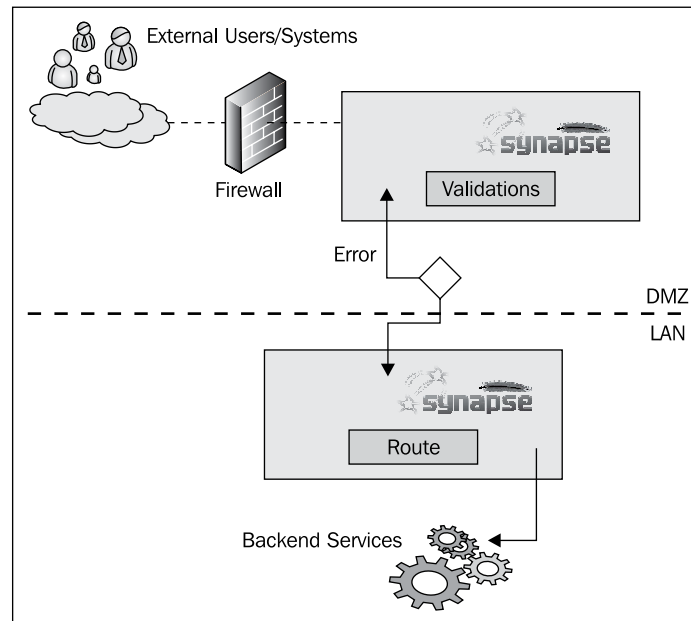 External Users/Systems
synapse
Firewall
Validations
Error
DMZ
LAN
synapse
Route
Backend Services